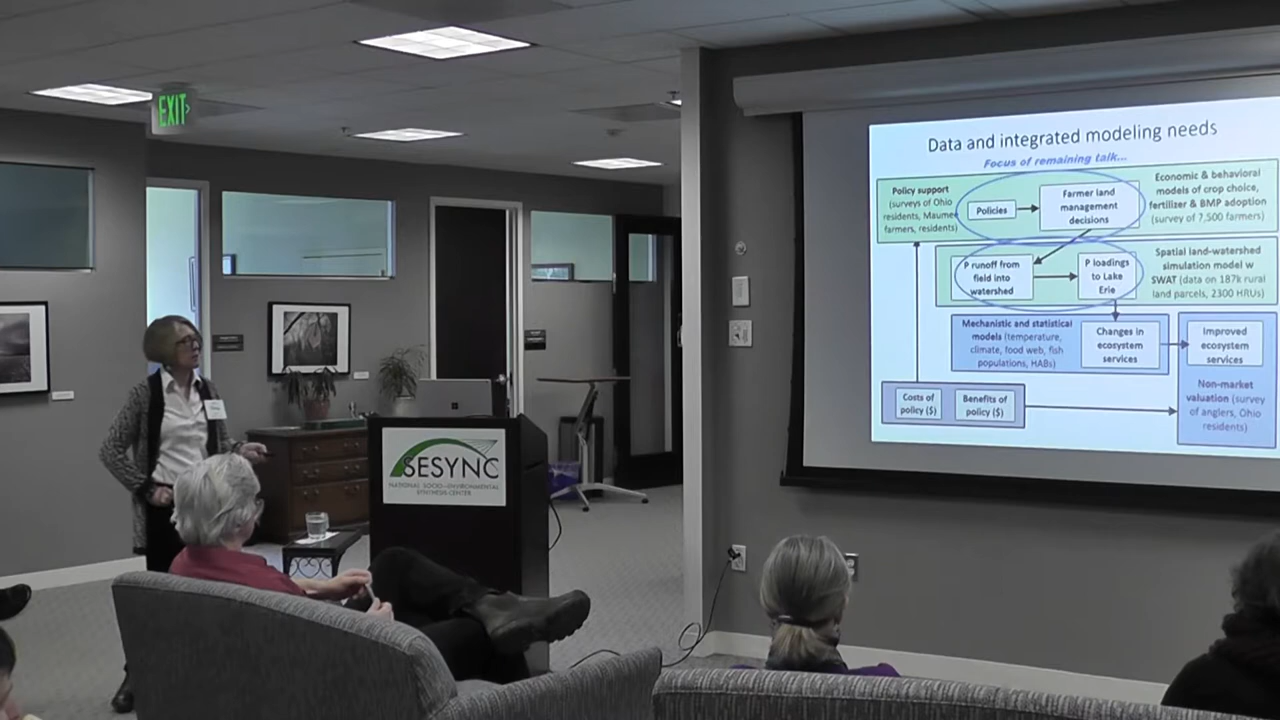 EXIT
SESYNC
NATIONAL SOCIO-ENVIRONMENTAL
SYNTHESIS CENTER
Data and integrated modeling needs
Focus of remaining talk...
Policy support
(surveys of Ohio
residents, Maumee
farmers, residents)
Policies
Farmer land
management
decisions
Economic & behavioral
models of crop choice,
fertilizer & BMP adoption
(survey of 7,500 farmers)
P runoff from
field into
watershed
P loadings
to Lake
Erie
Spatial land-watershed
simulation model w
SWAT (data on 187k rural
land parcels, 2300 HRUs)
Mechanistic and statistical
models (temperature,
climate, food web, fish
populations, HABs)
Changes in
ecosystem
services
Improved
ecosystem
services
Non-market
valuation (survey
of anglers, Ohio
residents)
Costs of
policy ($)
Benefits of
policy ($)